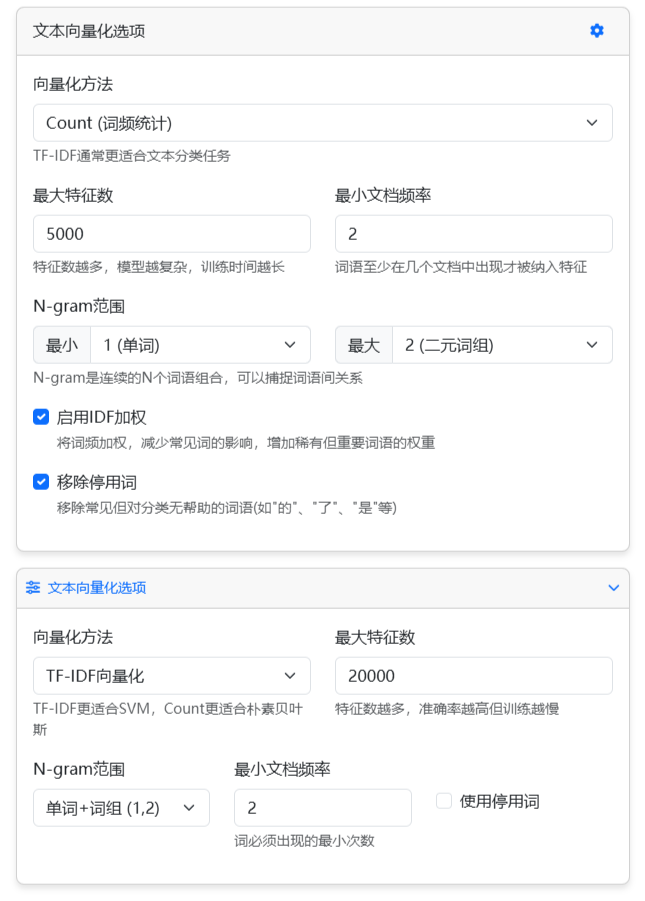 文本向量化选项
向量化方法
Count (词频统计)
TF-IDF通常更适合文本分类任务
最大特征数
最小文档频率
5000
2
特征数越多，模型越复杂，训练时间越长
词语至少在几个文档中出现才被纳入特征
N-gram范围
最小
1 (单词)
最大
2 (二元词组)
N-gram是连续的N个词语组合，可以捕捉词语间关系
启用IDF加权
将词频加权，减少常见词的影响，增加稀有但重要词语的权重
移除停用词
移除常见但对分类无帮助的词语(如"的"、"了"、"是"等)
文本向量化选项
向量化方法
最大特征数
TF-IDF向量化
20000
TF-IDF更适合SVM，Count更适合朴素贝叶
斯
特征数越多，准确率越高但训练越慢
N-gram范围
最小文档频率
单词+词组 (1,2)
2
使用停用词
词必须出现的最小次数